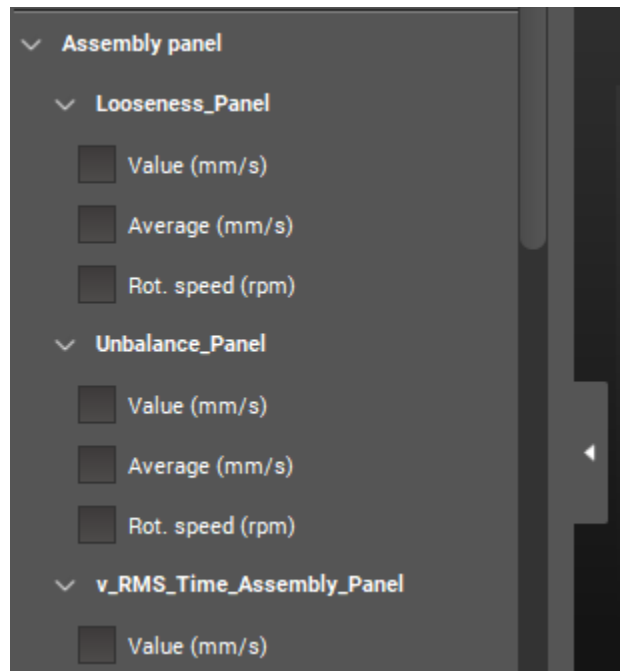 Assembly panel
Looseness_Panel
Value (mm/s)
Average (mm/s)
Rot. speed (rpm)
Unbalance_Panel
Value (mm/s)
Average (mm/s)
Rot. speed (rpm)
v_RMS_Time_Assembly_Panel
Value (mm/s)